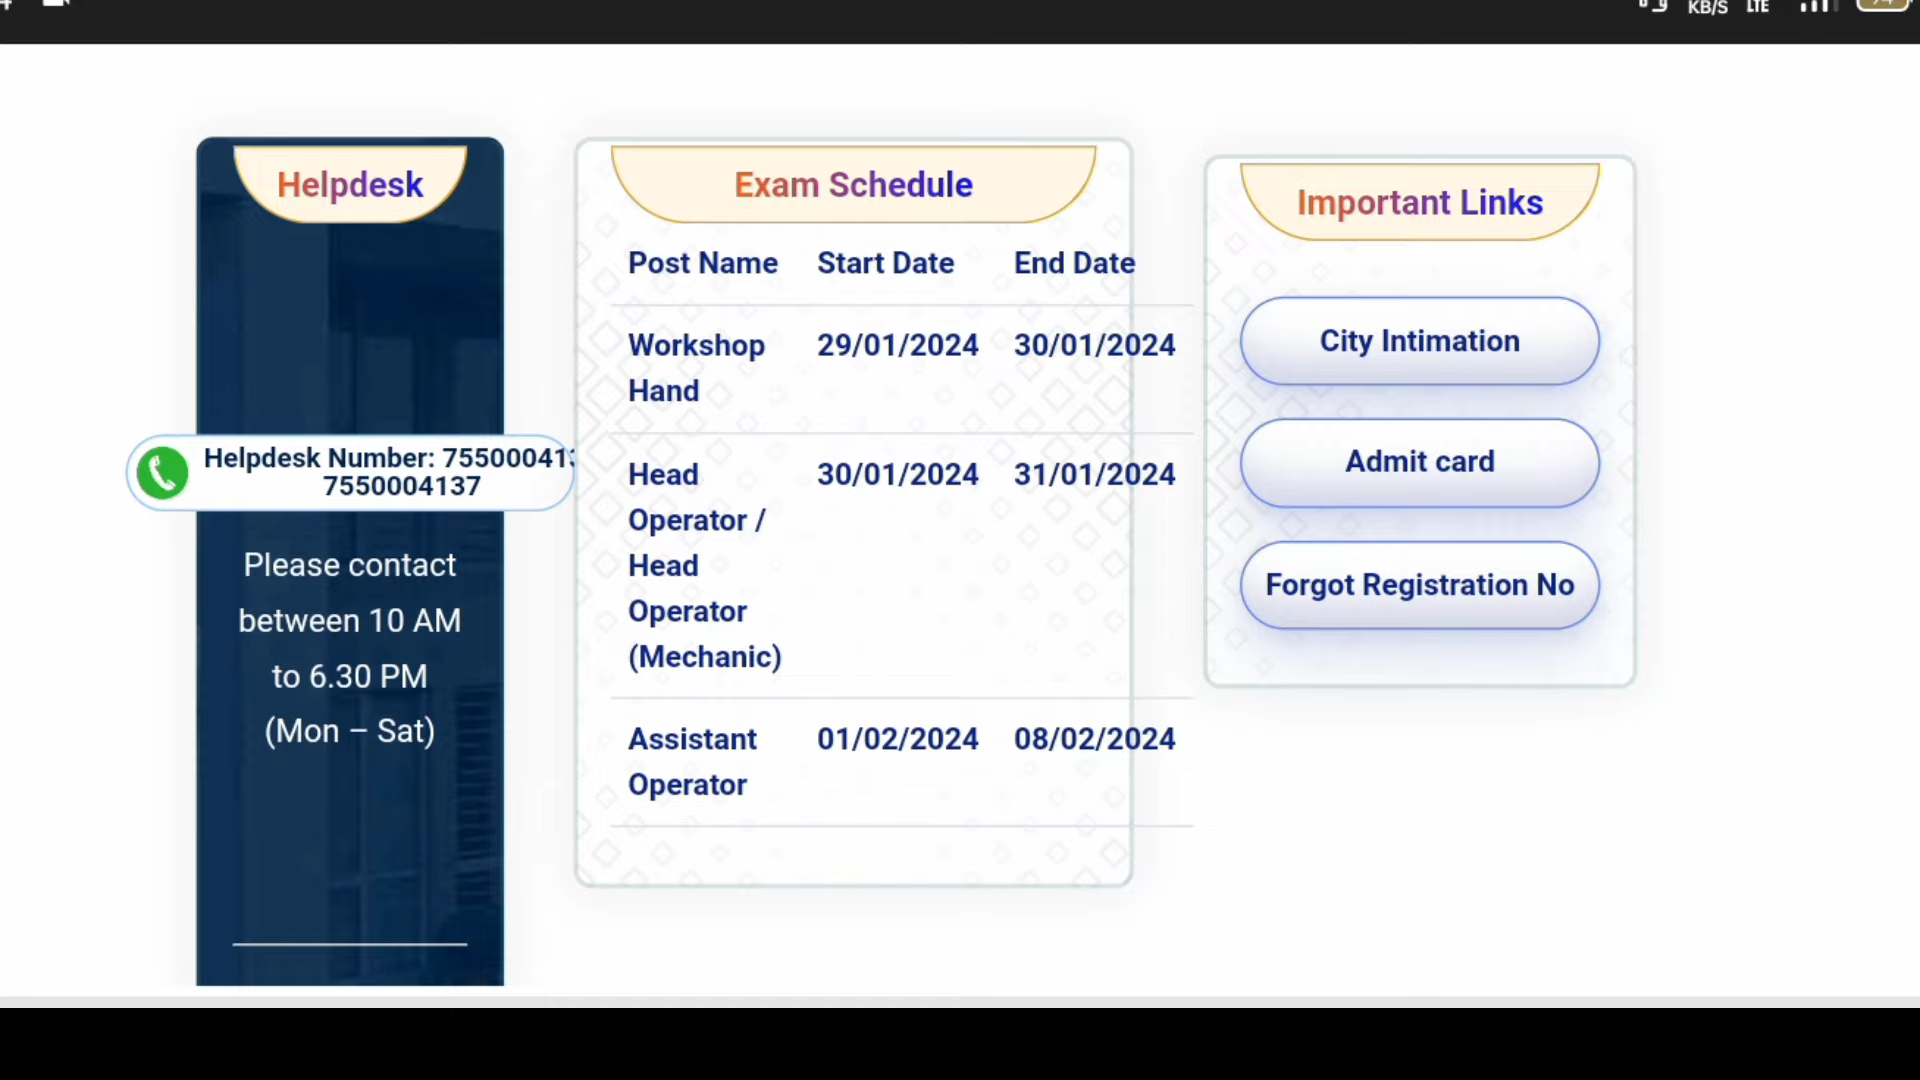 KB/S LTE
Helpdesk
Helpdesk Number:
7550004137
Please contact
between 10 AM
to 6.30 PM
(Mon – Sat)
Exam Schedule
Post Name Start Date End Date
Workshop 29/01/2024 30/01/2024
Hand
Head 30/01/2024 31/01/2024
Operator /
Head
Operator
(Mechanic)
Assistant 01/02/2024 08/02/2024
Operator
Important Links
City Intimation
Admit card
Forgot Registration No